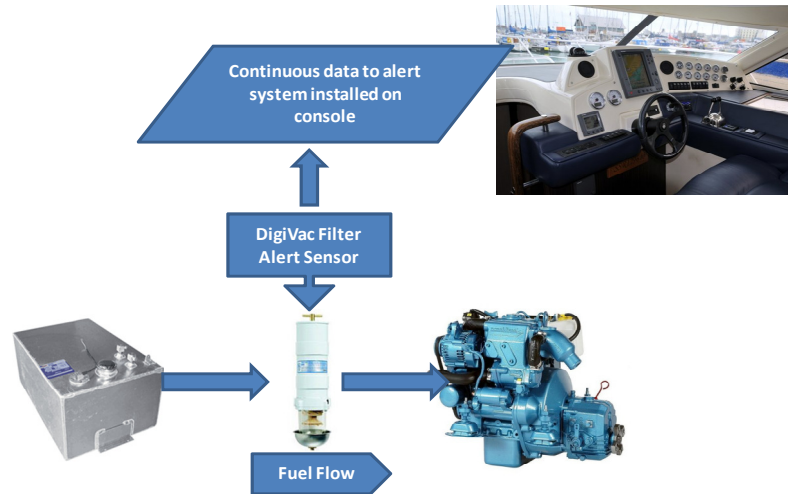 Continuous data to alert
system installed on
console
DigiVac Filter
Alert Sensor
Fuel Flow